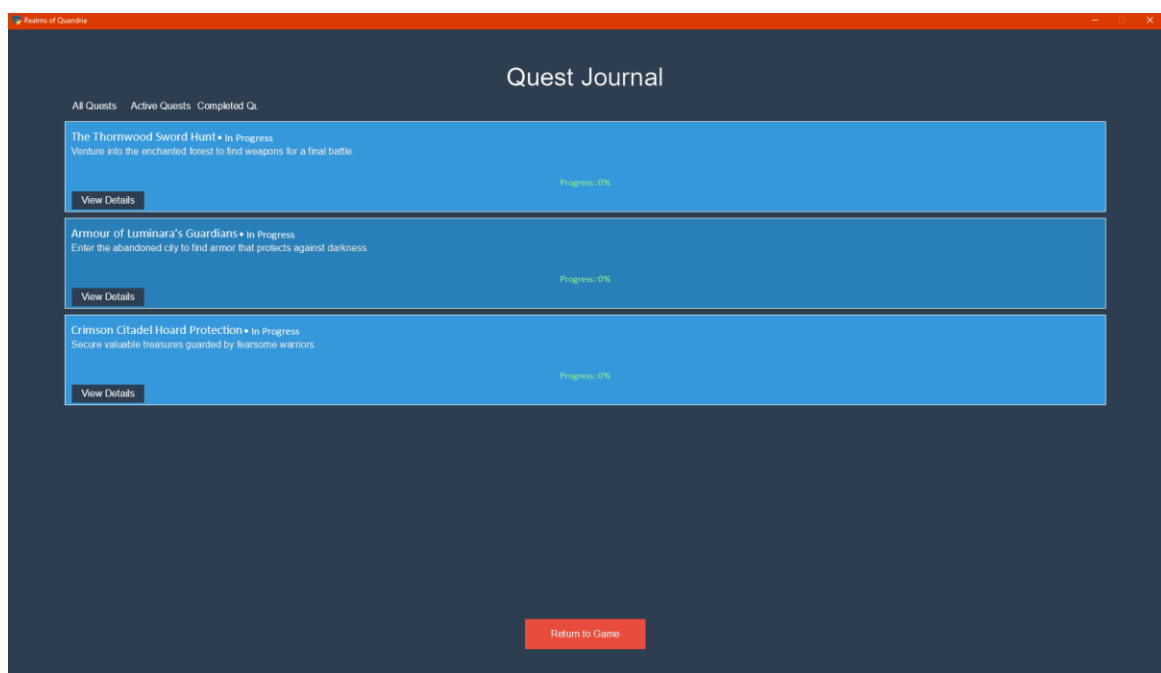 Realms of Quandria
Quest Journal
All Quests Active Quests Completed Qu
The Thornwood Sword Hunt • In Progress
Venture into the enchanted forest to find weapons for a final battle.
Progress: 0%
View Details
Armour of Luminara's Guardians • In Progress
Enter the abandoned city to find armor that protects against darkness.
Progress: 0%
View Details
Crimson Citadel Hoard Protection • In Progress
Secure valuable treasures guarded by fearsome warriors.
Progress: 0%
View Details
Return to Game